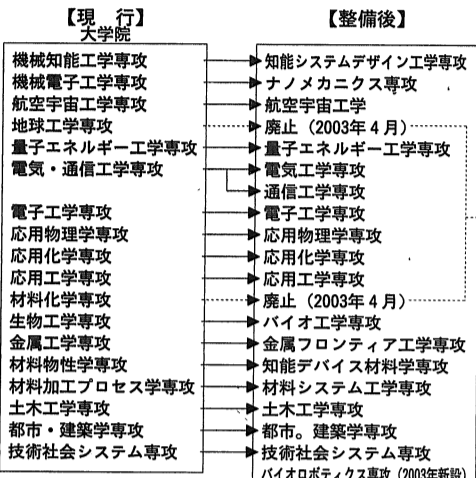 【現　行】
大学院
機械知能工学専攻
機械電子工学専攻
航空宇宙工学専攻
地球工学専攻
量子エネルギー工学専攻
電気・通信工学専攻
電子工学専攻
応用物理学専攻
応用化学専攻
応用工学専攻
材料化学専攻
生物工学専攻
金属工学専攻
材料物性学専攻
材料加工プロセス学専攻
土木工学専攻
都市・建築学専攻
技術社会システム専攻
【整備後】
知能システムデザイン工学専攻
ナノメカニクス専攻
航空宇宙工学
廃止（2003年４月）
量子エネルギー工学専攻
電気工学専攻
通信工学専攻
電子工学専攻
応用物理学専攻
応用化学専攻
応用工学専攻
廃止（2003年４月）
バイオ工学専攻
金属フロンティア工学専攻
知能デバイス材料学専攻
材料システム工学専攻
土木工学専攻
都市。建築学専攻
技術社会システム専攻
バイオロボティクス専攻（2003年新設）